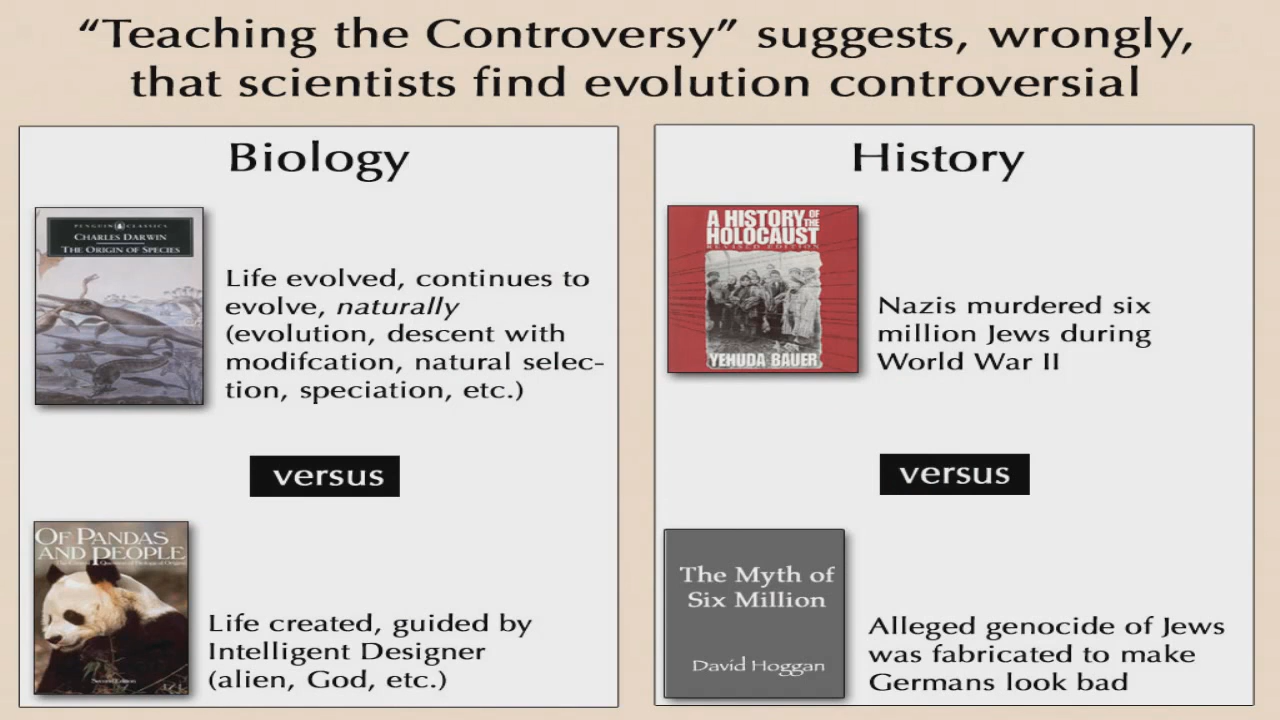 “Teaching the Controversy” suggests, wrongly,
that scientists find evolution controversial
Biology
PENGUIN CLASSICS
CHARLES DARWIN
THE ORIGIN OF SPECIES
Life evolved, continues to
evolve, naturally
(evolution, descent with
modifcation, natural selec-
tion, speciation, etc.)
versus
OF PANDAS
AND PEOPLE
Life created, guided by
Intelligent Designer
(alien, God, etc.)
History
A HISTORY OF THE
HOLOCAUST
REVISED EDITION
YEHUDA BAUER
Nazis murdered six
million Jews during
World War II
versus
The Myth of
Six Million
David Hoggan
Alleged genocide of Jews
was fabricated to make
Germans look bad